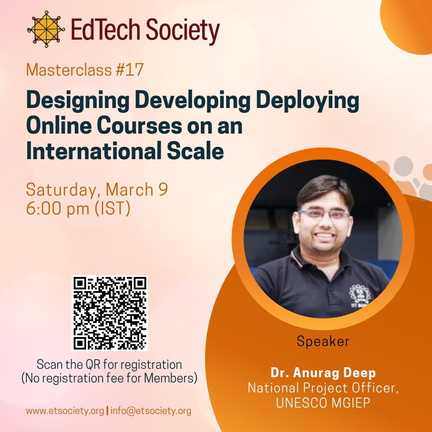 EdTech Society
Masterclass #17
Designing Developing Deploying
Online Courses on an
International Scale
Saturday, March 9
6:00 pm (IST)
Scan the QR for registration
(No registration fee for Members)
www.etsociety.org | info@etsociety.org
Speaker
Dr. Anurag Deep
National Project Officer,
UNESCO MGIEP